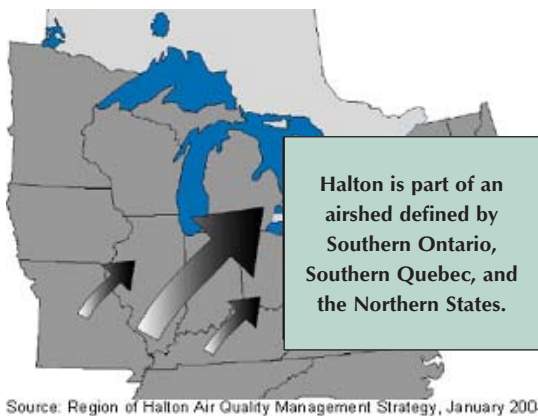 Halton is part of an
airshed defined by
Southern Ontario,
Southern Quebec, and
the Northern States.
Source: Region of Halton Air Quality Management Strategy, January 200